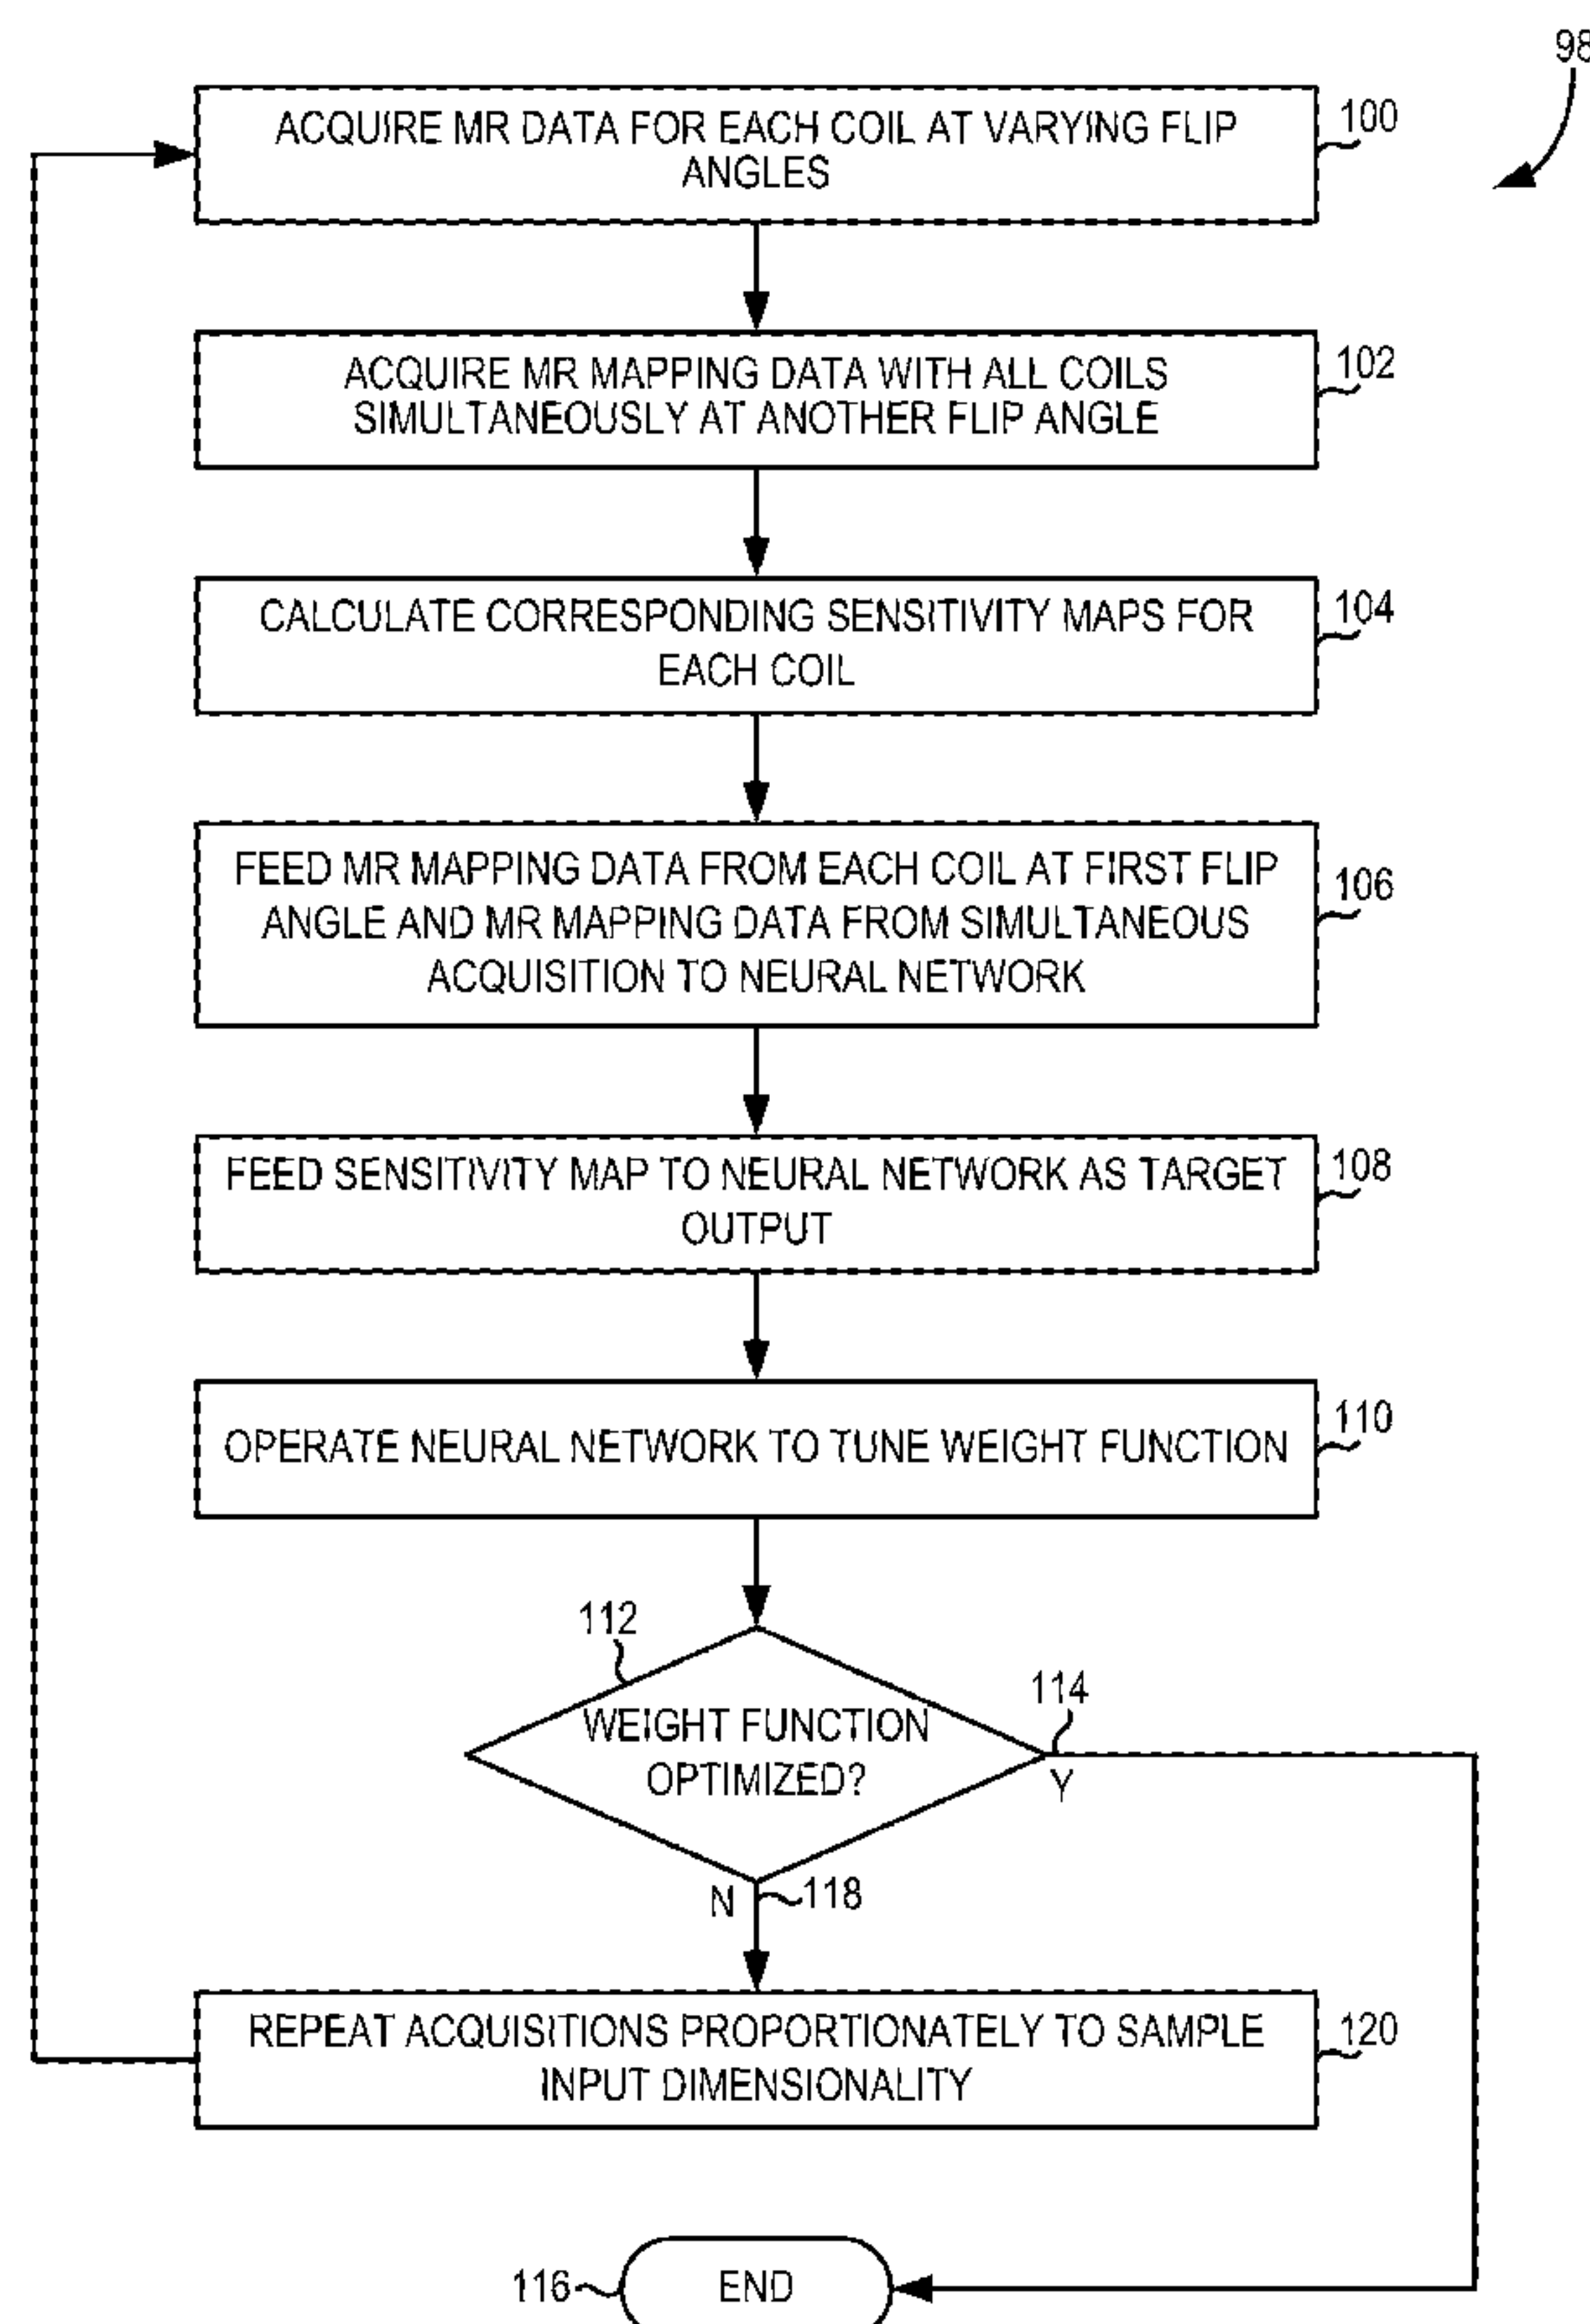 98
ACQUIRE MR DATA FOR EACH COIL AT VARYING FLIP
ANGLES
100
ACQUIRE MR MAPPING DATA WITH ALL COILS
SIMULTANEOUSLY AT ANOTHER FLIP ANGLE
102
CALCULATE CORRESPONDING SENSITIVITY MAPS FOR
EACH COIL
104
FEED MR MAPPING DATA FROM EACH COIL AT FIRST FLIP
ANGLE AND MR MAPPING DATA FROM SIMULTANEOUS
ACQUISITION TO NEURAL NETWORK
106
FEED SENSITIVITY MAP TO NEURAL NETWORK AS TARGET
OUTPUT
108
OPERATE NEURAL NETWORK TO TUNE WEIGHT FUNCTION
110
112
WEIGHT FUNCTION
OPTIMIZED?
114
Y
N
118
REPEAT ACQUISITIONS PROPORTIONATELY TO SAMPLE
INPUT DIMENSIONALITY
120
116
END